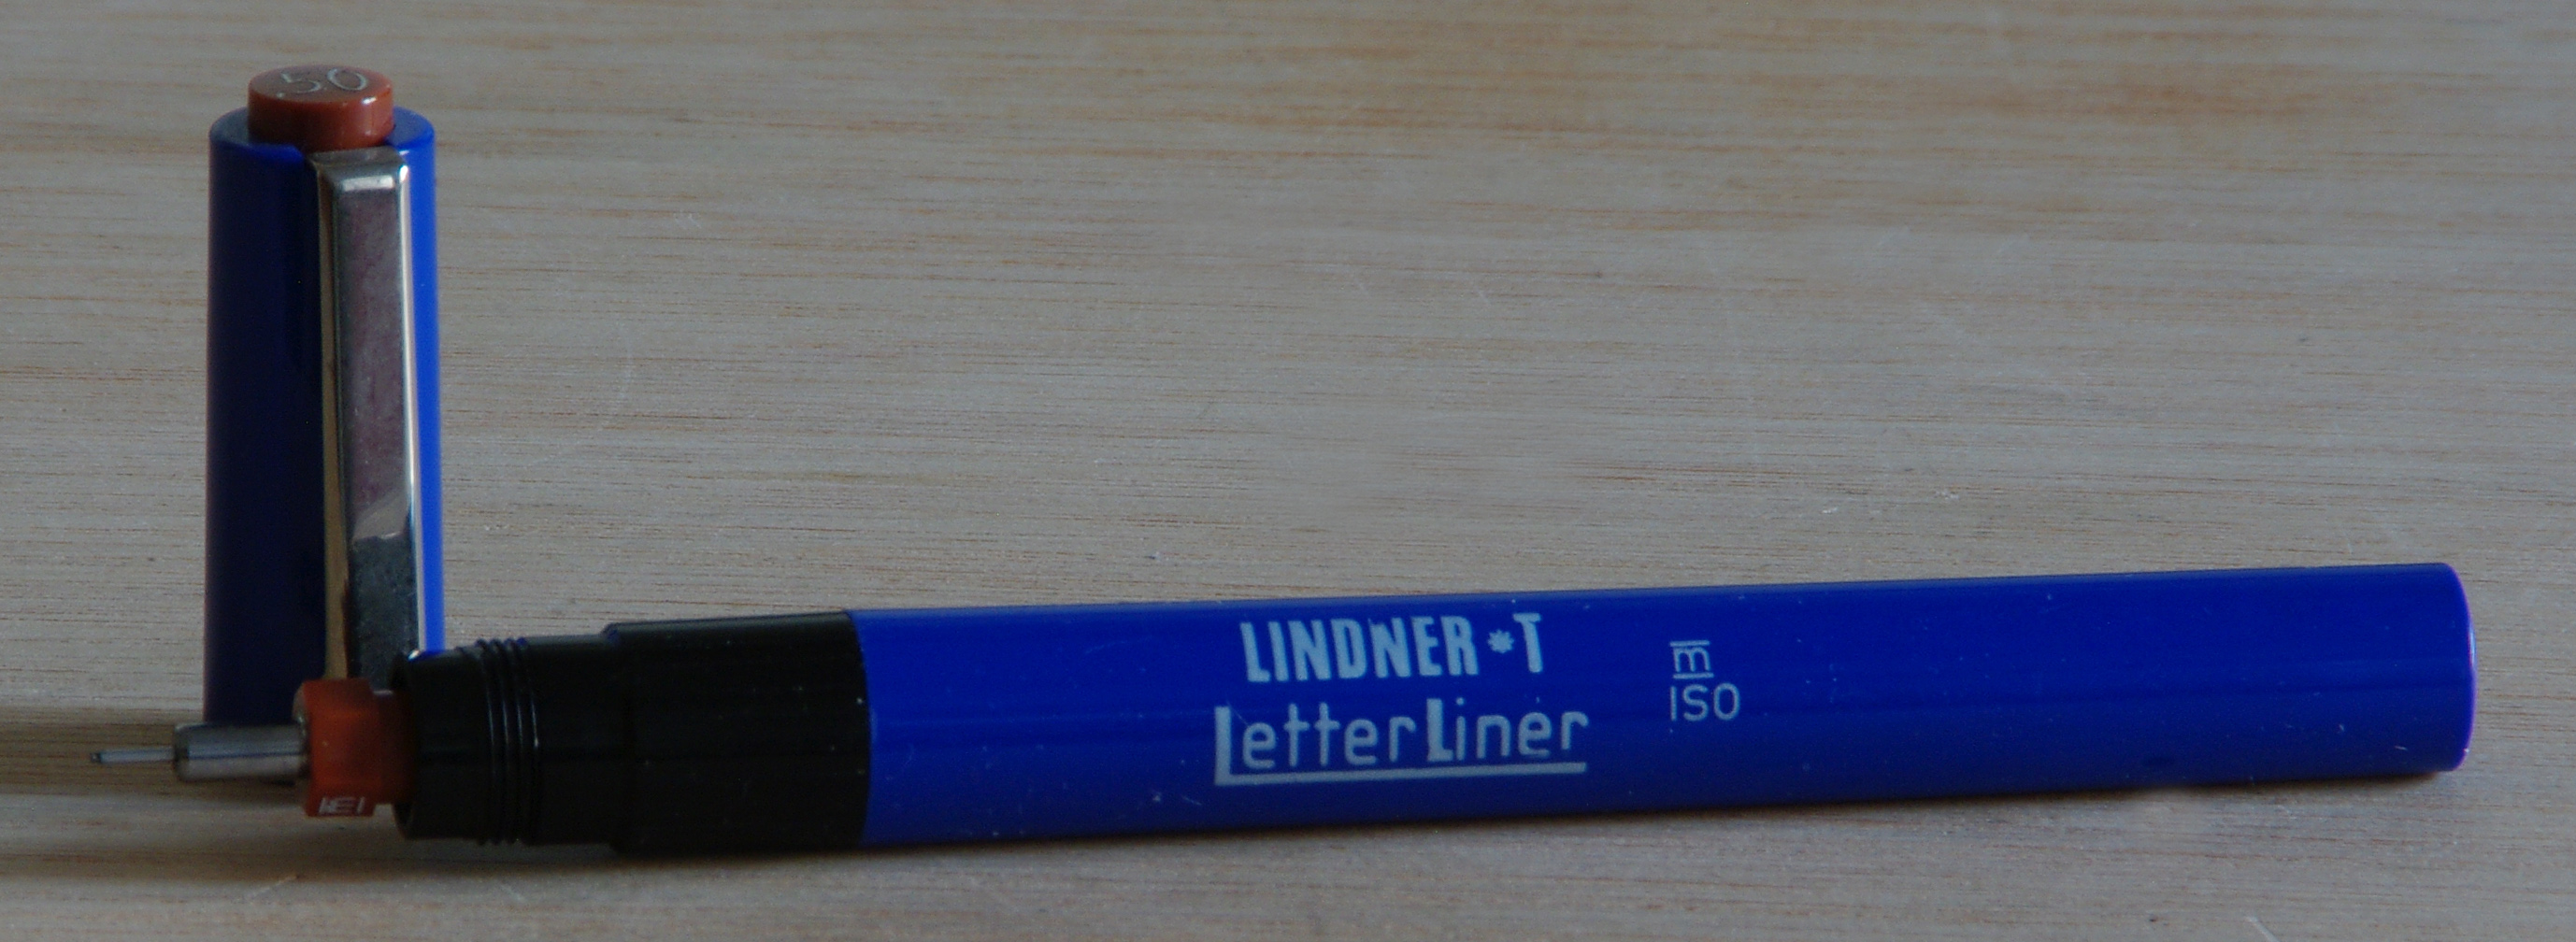 .50
LINDNER*T
LetterLiner
m
ISO